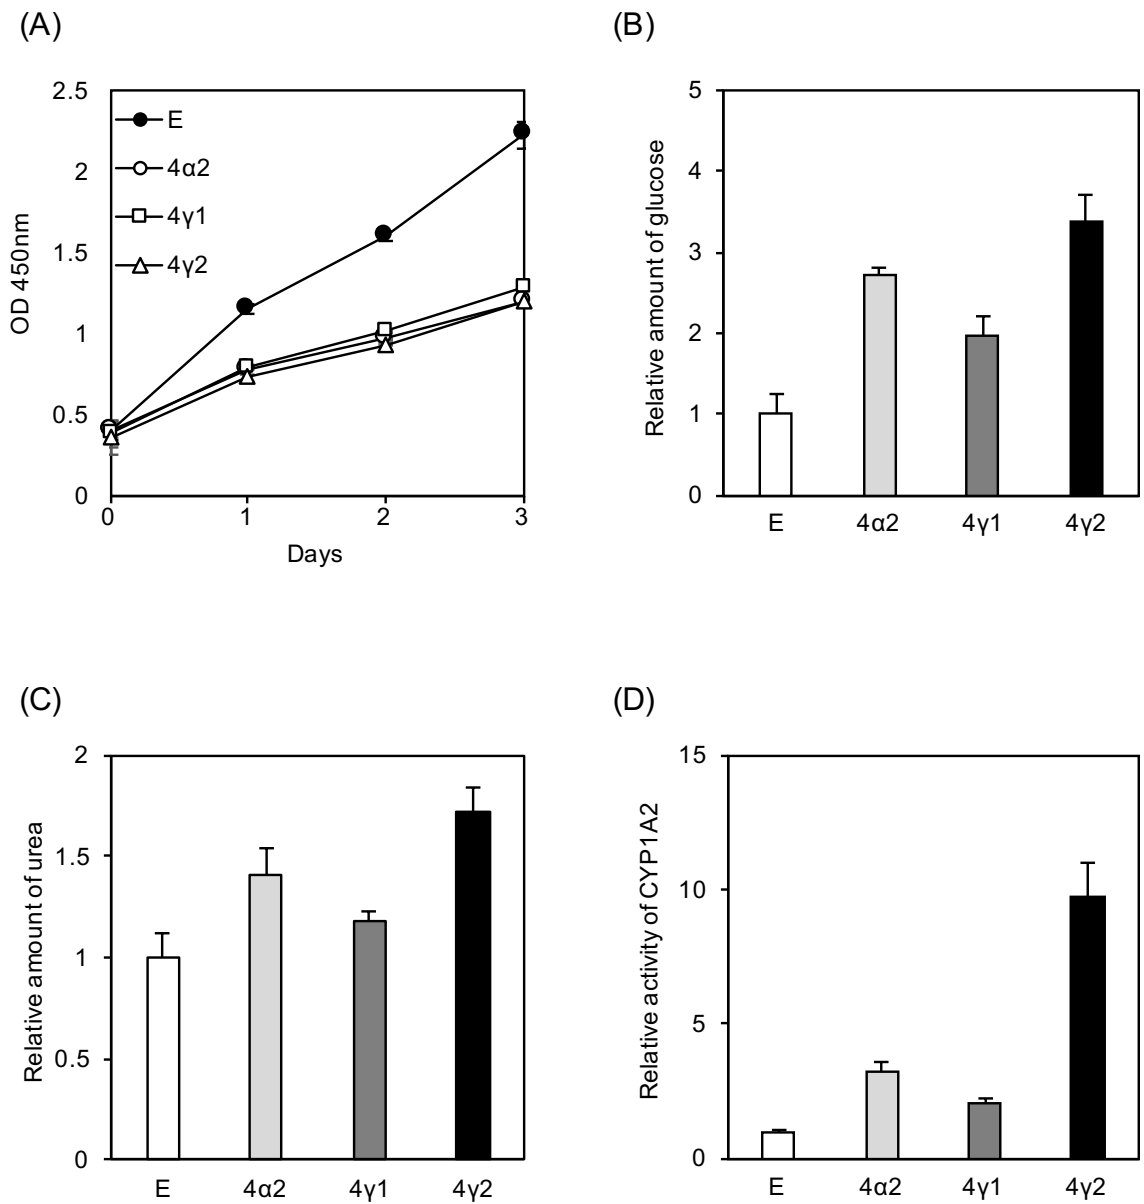 (A)
OD 450nm
2.5
2
1.5
1
0.5
0
E
4α2
4γ1
4γ2
0 1 2 3
Days
(B)
Relative amount of glucose
5
4
3
2
1
0
E 4α2 4γ1 4γ2
(C)
Relative amount of urea
2
1.5
1
0.5
0
E 4α2 4γ1 4γ2
(D)
Relative activity of CYP1A2
15
10
5
0
E 4α2 4γ1 4γ2